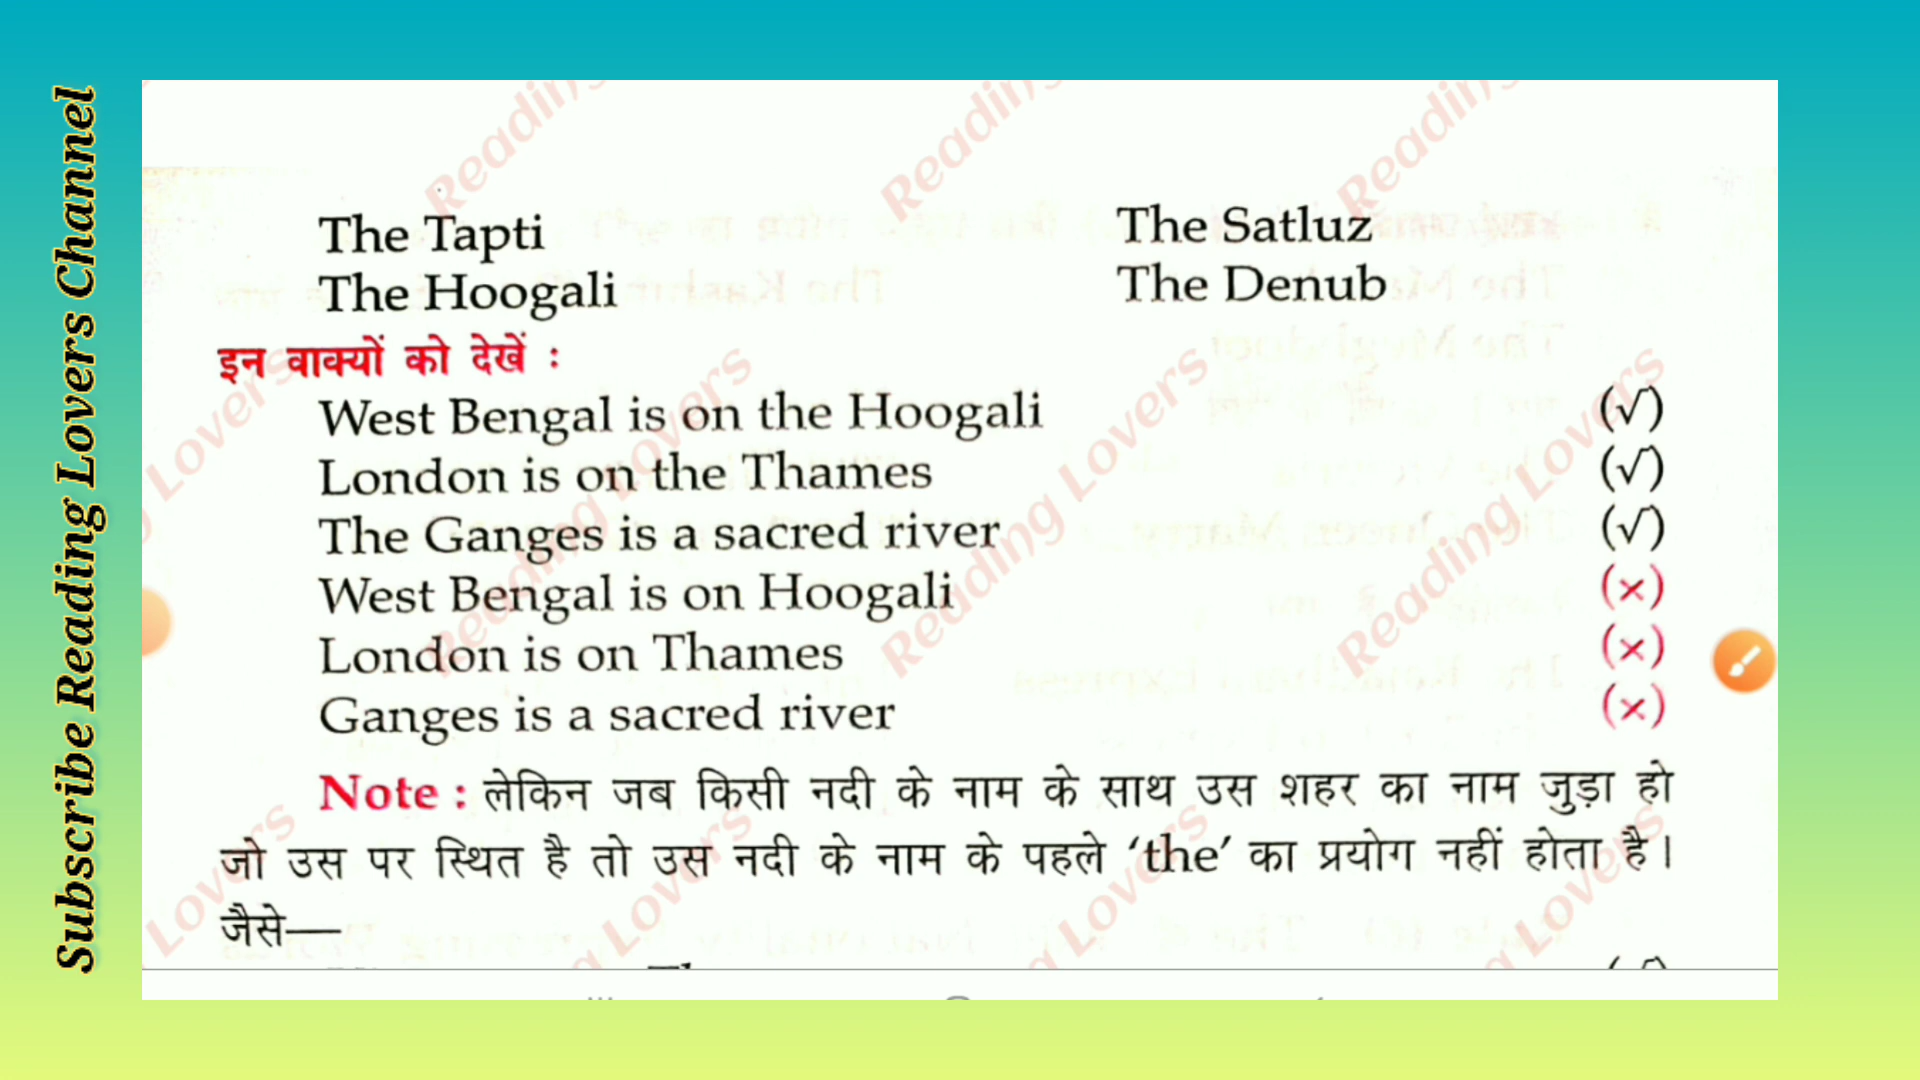 Subscribe Reading Lovers Channel
The Tapti The Satluz
The Hoogali The Denub
इन वाक्यों को देखें :
West Bengal is on the Hoogali (√)
London is on the Thames (√)
The Ganges is a sacred river (√)
West Bengal is on Hoogali (×)
London is on Thames (×)
Ganges is a sacred river (×)
Note : लेकिन जब किसी नदी के नाम के साथ उस शहर का नाम जुड़ा हो
जो उस पर स्थित है तो उस नदी के नाम के पहले ‘the’ का प्रयोग नहीं होता है।
जैसे—
Reading Lovers